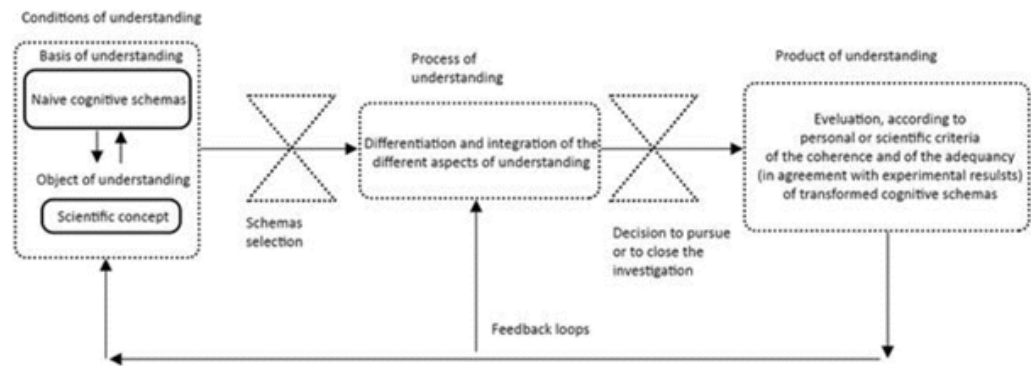 Conditions of understanding
Basis of understanding
Naive cognitive schemas
Object of understanding
Scientific concept
Schemas
selection
Process of
understanding
Differentiation and integration of the
different aspects of understanding
Decision to pursue
or to close the
investigation
Product of understanding
Eveluation, according to
personal or scientific criteria
of the coherence and of the adequancy
(in agreement with experimental resulsts)
of transformed cognitive schemas
Feedback loops